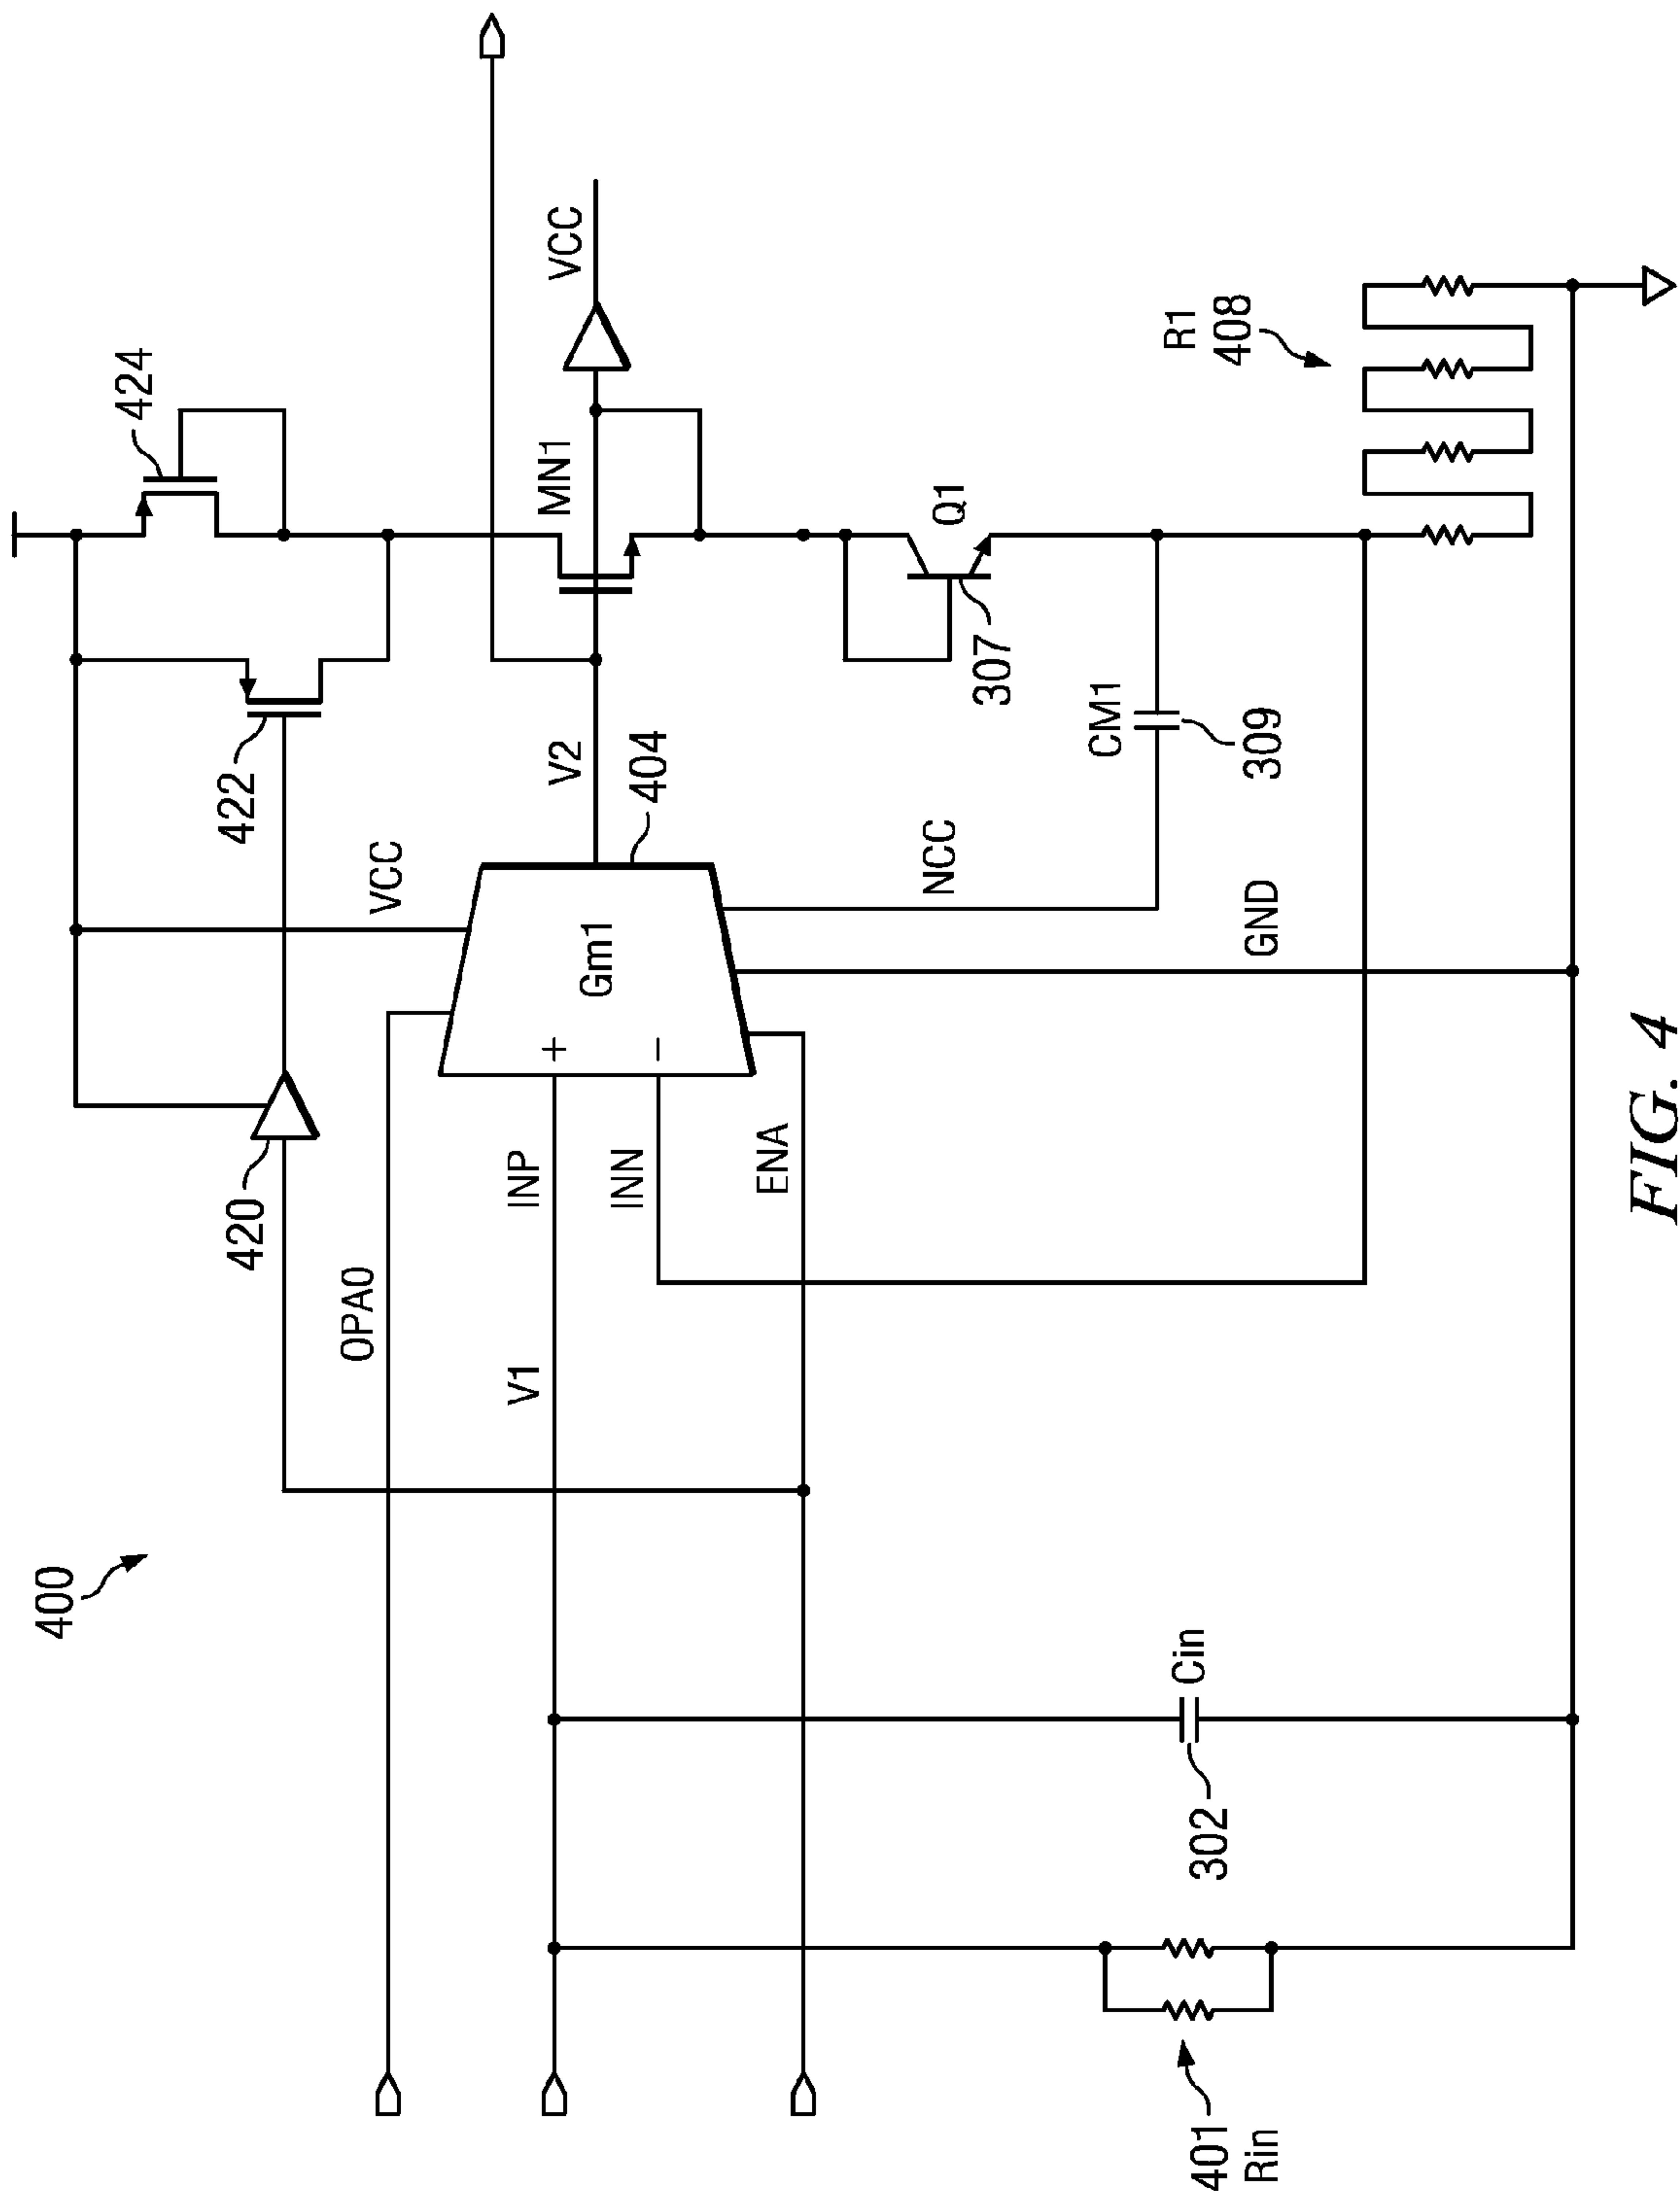 400
420
422
424
VCC
OPA0
V1
INP
INN
ENA
+
−
Gm1
V2
404
MN1
VCC
Q1
307
CM1
309
NCC
GND
R1
408
Cin
302
401
Rin
FIG. 4